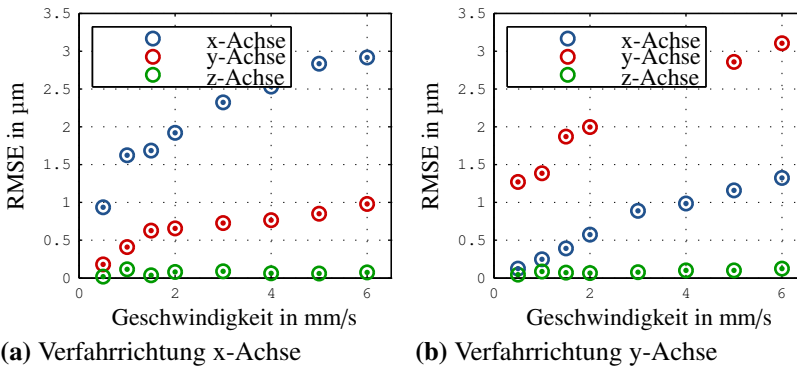 3.5
3
2.5
2
1.5
1
0.5
0
RMSE in µm
x-Achse
y-Achse
z-Achse
0 2 4 6
Geschwindigkeit in mm/s
(a) Verfahrrichtung x-Achse
3.5
3
2.5
2
1.5
1
0.5
0
RMSE in µm
x-Achse
y-Achse
z-Achse
0 2 4 6
Geschwindigkeit in mm/s
(b) Verfahrrichtung y-Achse